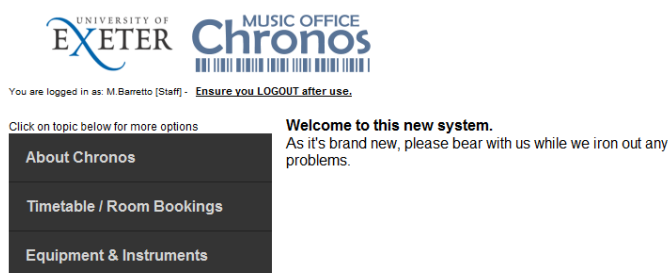 UNIVERSITY OF
EXETER
MUSIC OFFICE
Chronos
You are logged in as: M.Barretto [Staff] - Ensure you LOGOUT after use.
Click on topic below for more options
About Chronos
Timetable / Room Bookings
Equipment & Instruments
Welcome to this new system.
As it's brand new, please bear with us while we iron out any
problems.